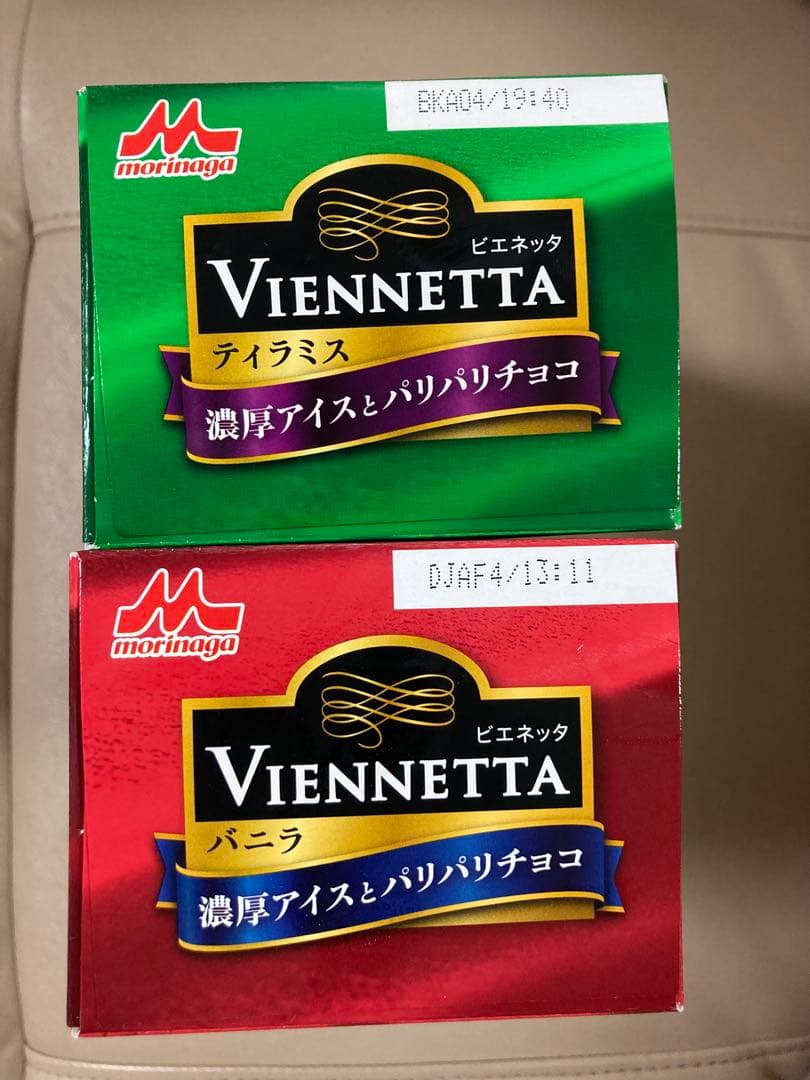 BKA04/19:40
morinaga
ビエネッタ
VIENNETTA
ティラミス
濃厚アイスとパリパリチョコ
DJAF4/13:11
morinaga
ビエネッタ
VIENNETTA
バニラ
濃厚アイスとパリパリチョコ